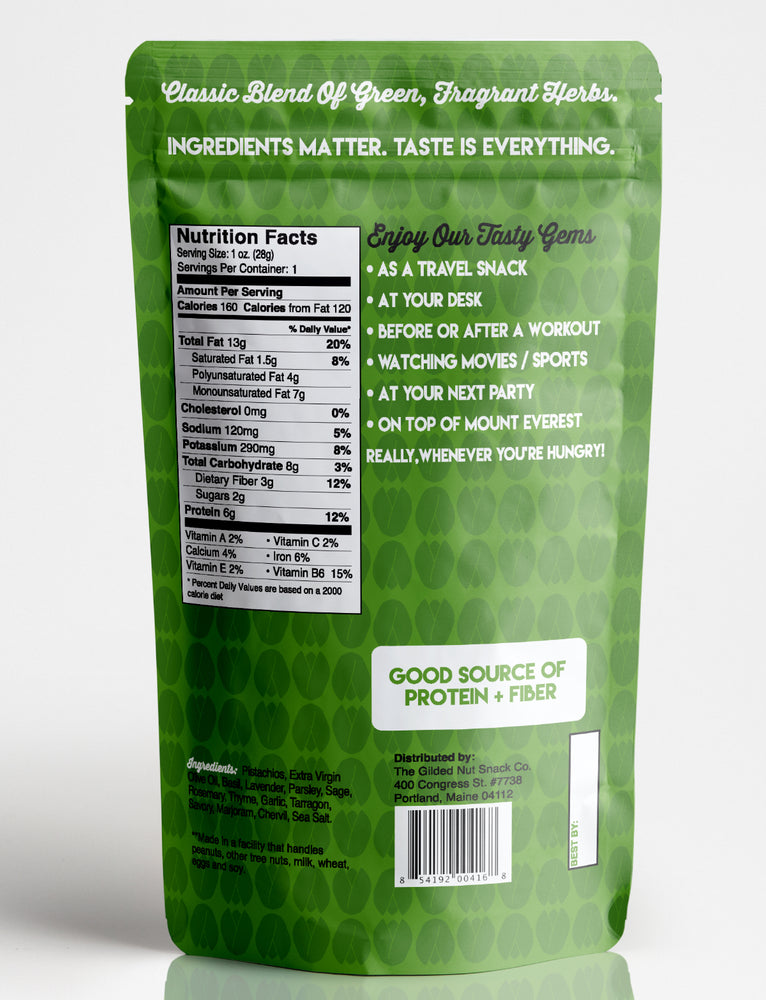 Classic Blend Of Green, Fragrant Herbs.
INGREDIENTS MATTER. TASTE IS EVERYTHING.
Nutrition Facts
Serving Size: 1 oz. (28g)
Servings Per Container: 1
Amount Per Serving
Calories 160 Calories from Fat 120
% Daily Value*
Total Fat 13g 20%
Saturated Fat 1.5g 8%
Polyunsaturated Fat 4g
Monounsaturated Fat 7g
Cholesterol 0mg 0%
Sodium 120mg 5%
Potassium 290mg 8%
Total Carbohydrate 8g 3%
Dietary Fiber 3g 12%
Sugars 2g
Protein 6g 12%
Vitamin A 2% • Vitamin C 2%
Calcium 4% • Iron 6%
Vitamin E 2% • Vitamin B6 15%
* Percent Daily Values are based on a 2000
calorie diet
Enjoy Our Tasty Gems
• AS A TRAVEL SNACK
• AT YOUR DESK
• BEFORE OR AFTER A WORKOUT
• WATCHING MOVIES / SPORTS
• AT YOUR NEXT PARTY
• ON TOP OF MOUNT EVEREST
REALLY, WHENEVER YOU'RE HUNGRY!
GOOD SOURCE OF
PROTEIN + FIBER
Ingredients: Pistachios, Extra Virgin
Olive Oil, Basil, Lavender, Parsley, Sage,
Rosemary, Thyme, Garlic, Tarragon,
Savory, Marjoram, Chervil, Sea Salt.
**Made in a facility that handles
peanuts, other tree nuts, milk, wheat,
eggs and soy.
Distributed by:
The Gilded Nut Snack Co.
400 Congress St. #7738
Portland, Maine 04112
8 54192 00416 8
BEST BY: